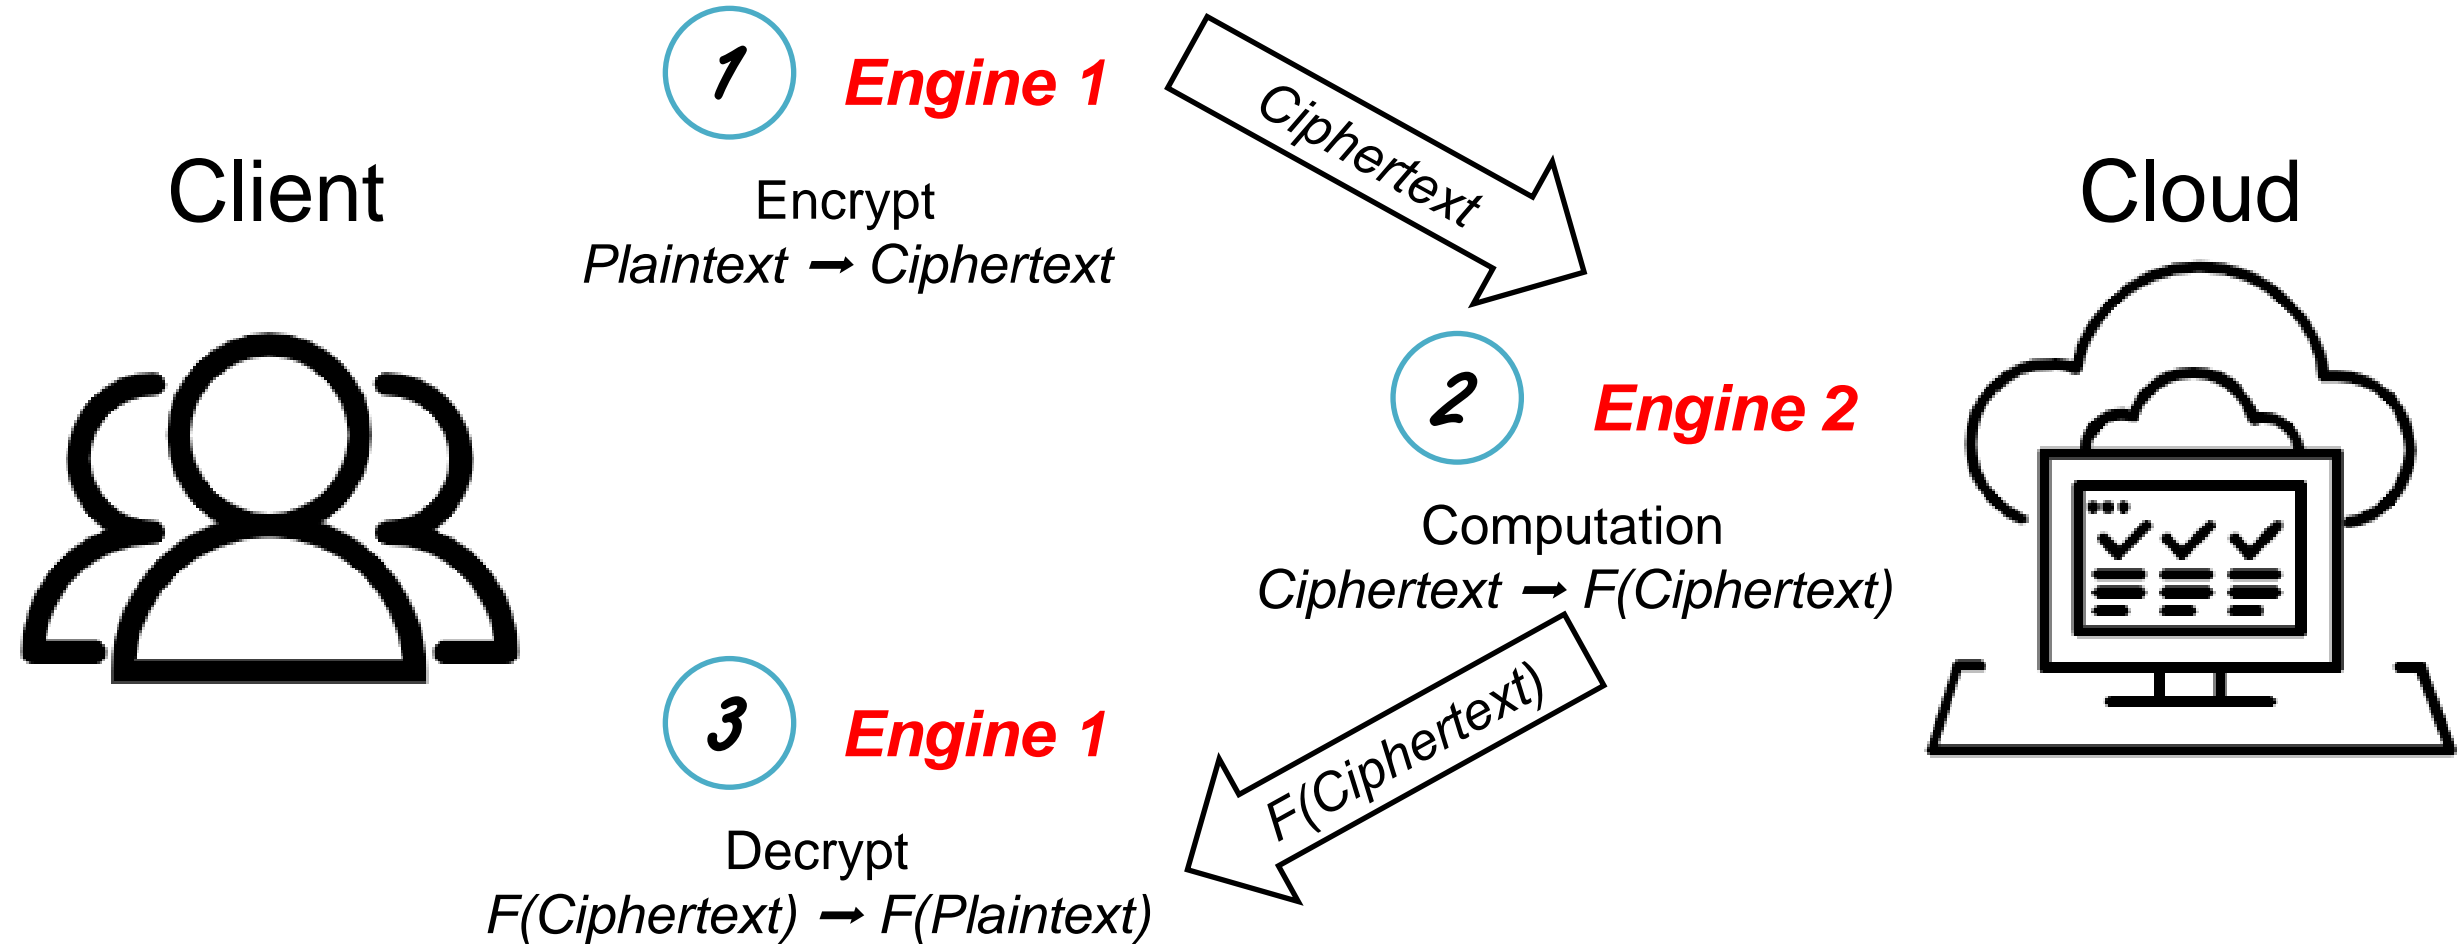 Client
1
Engine 1
Encrypt
Plaintext → Ciphertext
Ciphertext
Cloud
2
Engine 2
Computation
Ciphertext → F(Ciphertext)
F(Ciphertext)
3
Engine 1
Decrypt
F(Ciphertext) → F(Plaintext)